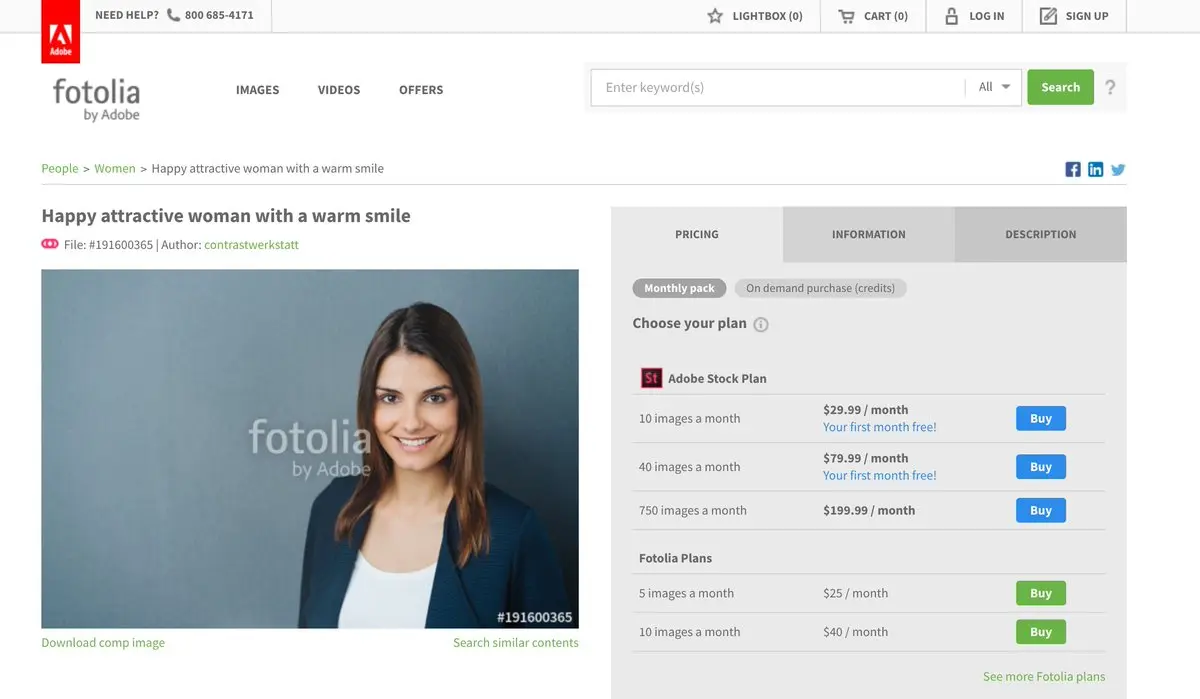 NEED HELP? 800 685-4171
LIGHTBOX (0)
CART (0)
LOG IN
SIGN UP
Adobe
fotolia
by Adobe
IMAGES
VIDEOS
OFFERS
Enter keyword(s)
All
Search
?
People > Women > Happy attractive woman with a warm smile
Happy attractive woman with a warm smile
File: #191600365 | Author: contrastwerkstatt
fotolia
by Adobe
#191600365
Download comp image
Search similar contents
PRICING
INFORMATION
DESCRIPTION
Monthly pack
On demand purchase (credits)
Choose your plan
St Adobe Stock Plan
10 images a month
$29.99 / month
Your first month free!
Buy
40 images a month
$79.99 / month
Your first month free!
Buy
750 images a month
$199.99 / month
Buy
Fotolia Plans
5 images a month
$25 / month
Buy
10 images a month
$40 / month
Buy
See more Fotolia plans